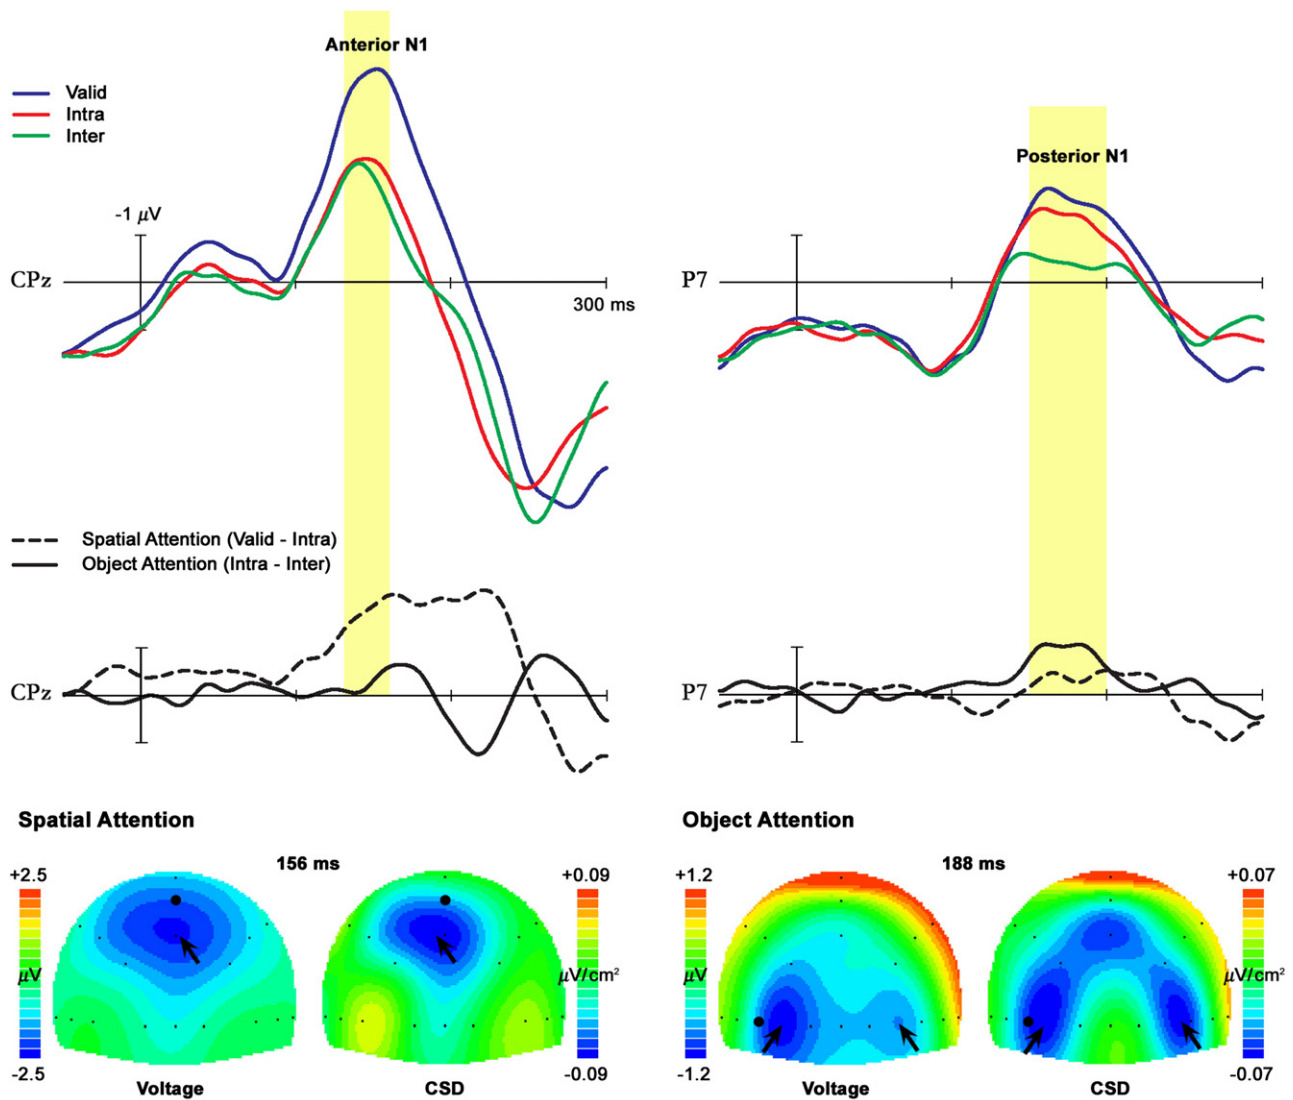 Anterior N1
Valid
Intra
Inter
Posterior N1
-1 μV
CPz
P7
300 ms
Spatial Attention (Valid - Intra)
Object Attention (Intra - Inter)
CPz
P7
Spatial Attention
Object Attention
156 ms
188 ms
+2.5
+0.09
+1.2
+0.07
μV
μV/cm²
μV
μV/cm²
-2.5
-0.09
-1.2
-0.07
Voltage
CSD
Voltage
CSD